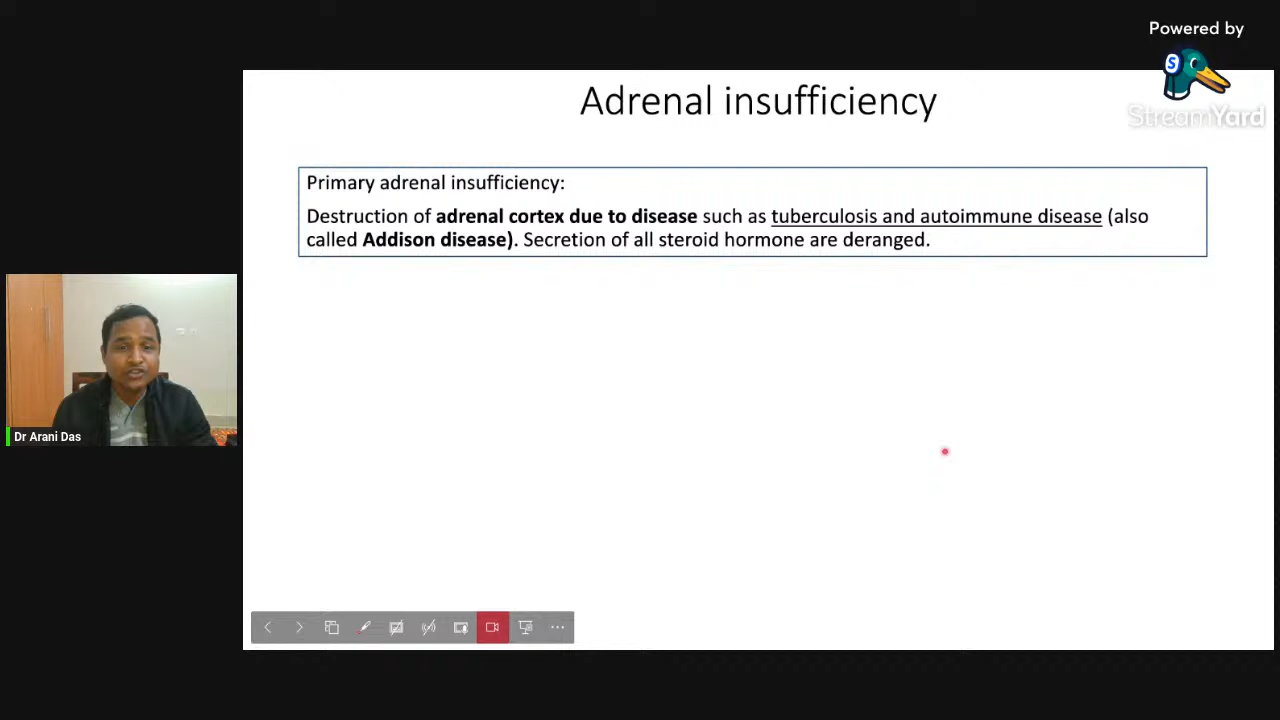 Powered by
S
StreamYard
Adrenal insufficiency
Primary adrenal insufficiency:
Destruction of adrenal cortex due to disease such as tuberculosis and autoimmune disease (also
called Addison disease). Secretion of all steroid hormone are deranged.
Dr Arani Das